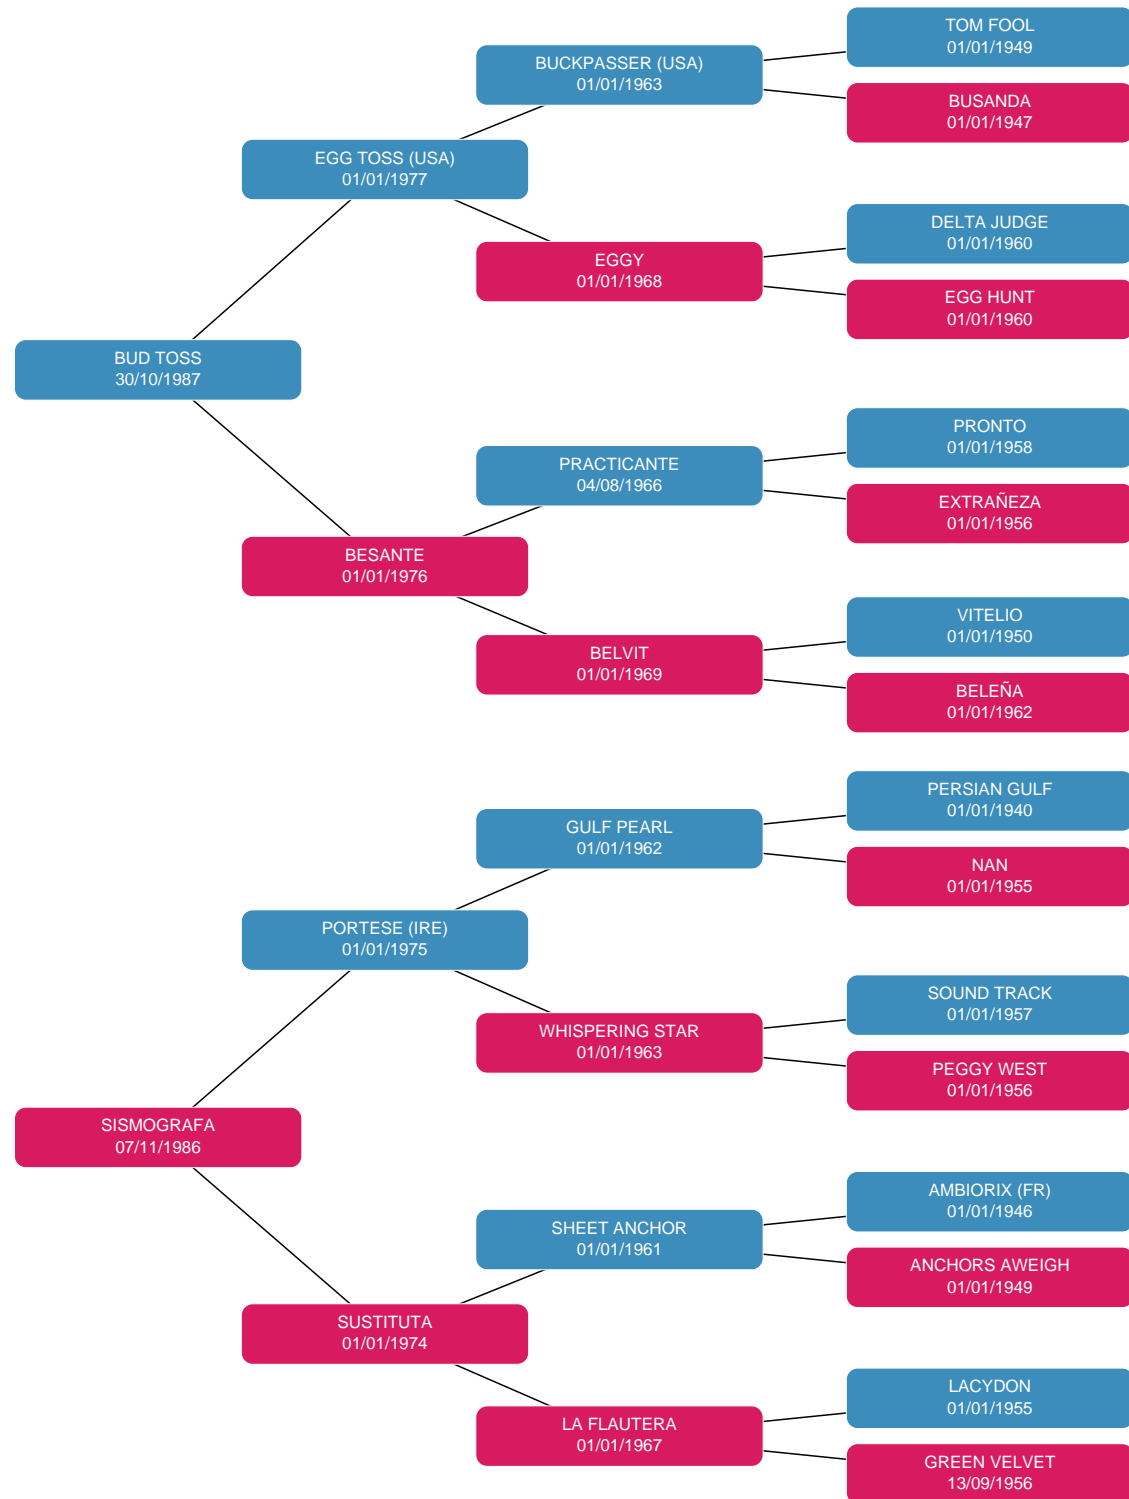 TOM FOOL
01/01/1949
BUCKPASSER (USA)
01/01/1963
BUSANDA
01/01/1947
EGG TOSS (USA)
01/01/1977
DELTA JUDGE
01/01/1960
EGGY
01/01/1968
EGG HUNT
01/01/1960
BUD TOSS
30/10/1987
PRONTO
01/01/1958
PRACTICANTE
04/08/1966
EXTRAÑEZA
01/01/1956
BESANTE
01/01/1976
VITELIO
01/01/1950
BELVIT
01/01/1969
BELEÑA
01/01/1962
PERSIAN GULF
01/01/1940
GULF PEARL
01/01/1962
NAN
01/01/1955
PORTESE (IRE)
01/01/1975
SOUND TRACK
01/01/1957
WHISPERING STAR
01/01/1963
PEGGY WEST
01/01/1956
SISMOGRAFA
07/11/1986
AMBIORIX (FR)
01/01/1946
SHEET ANCHOR
01/01/1961
ANCHORS AWEIGH
01/01/1949
SUSTITUTA
01/01/1974
LACYDON
01/01/1955
LA FLAUTERA
01/01/1967
GREEN VELVET
13/09/1956